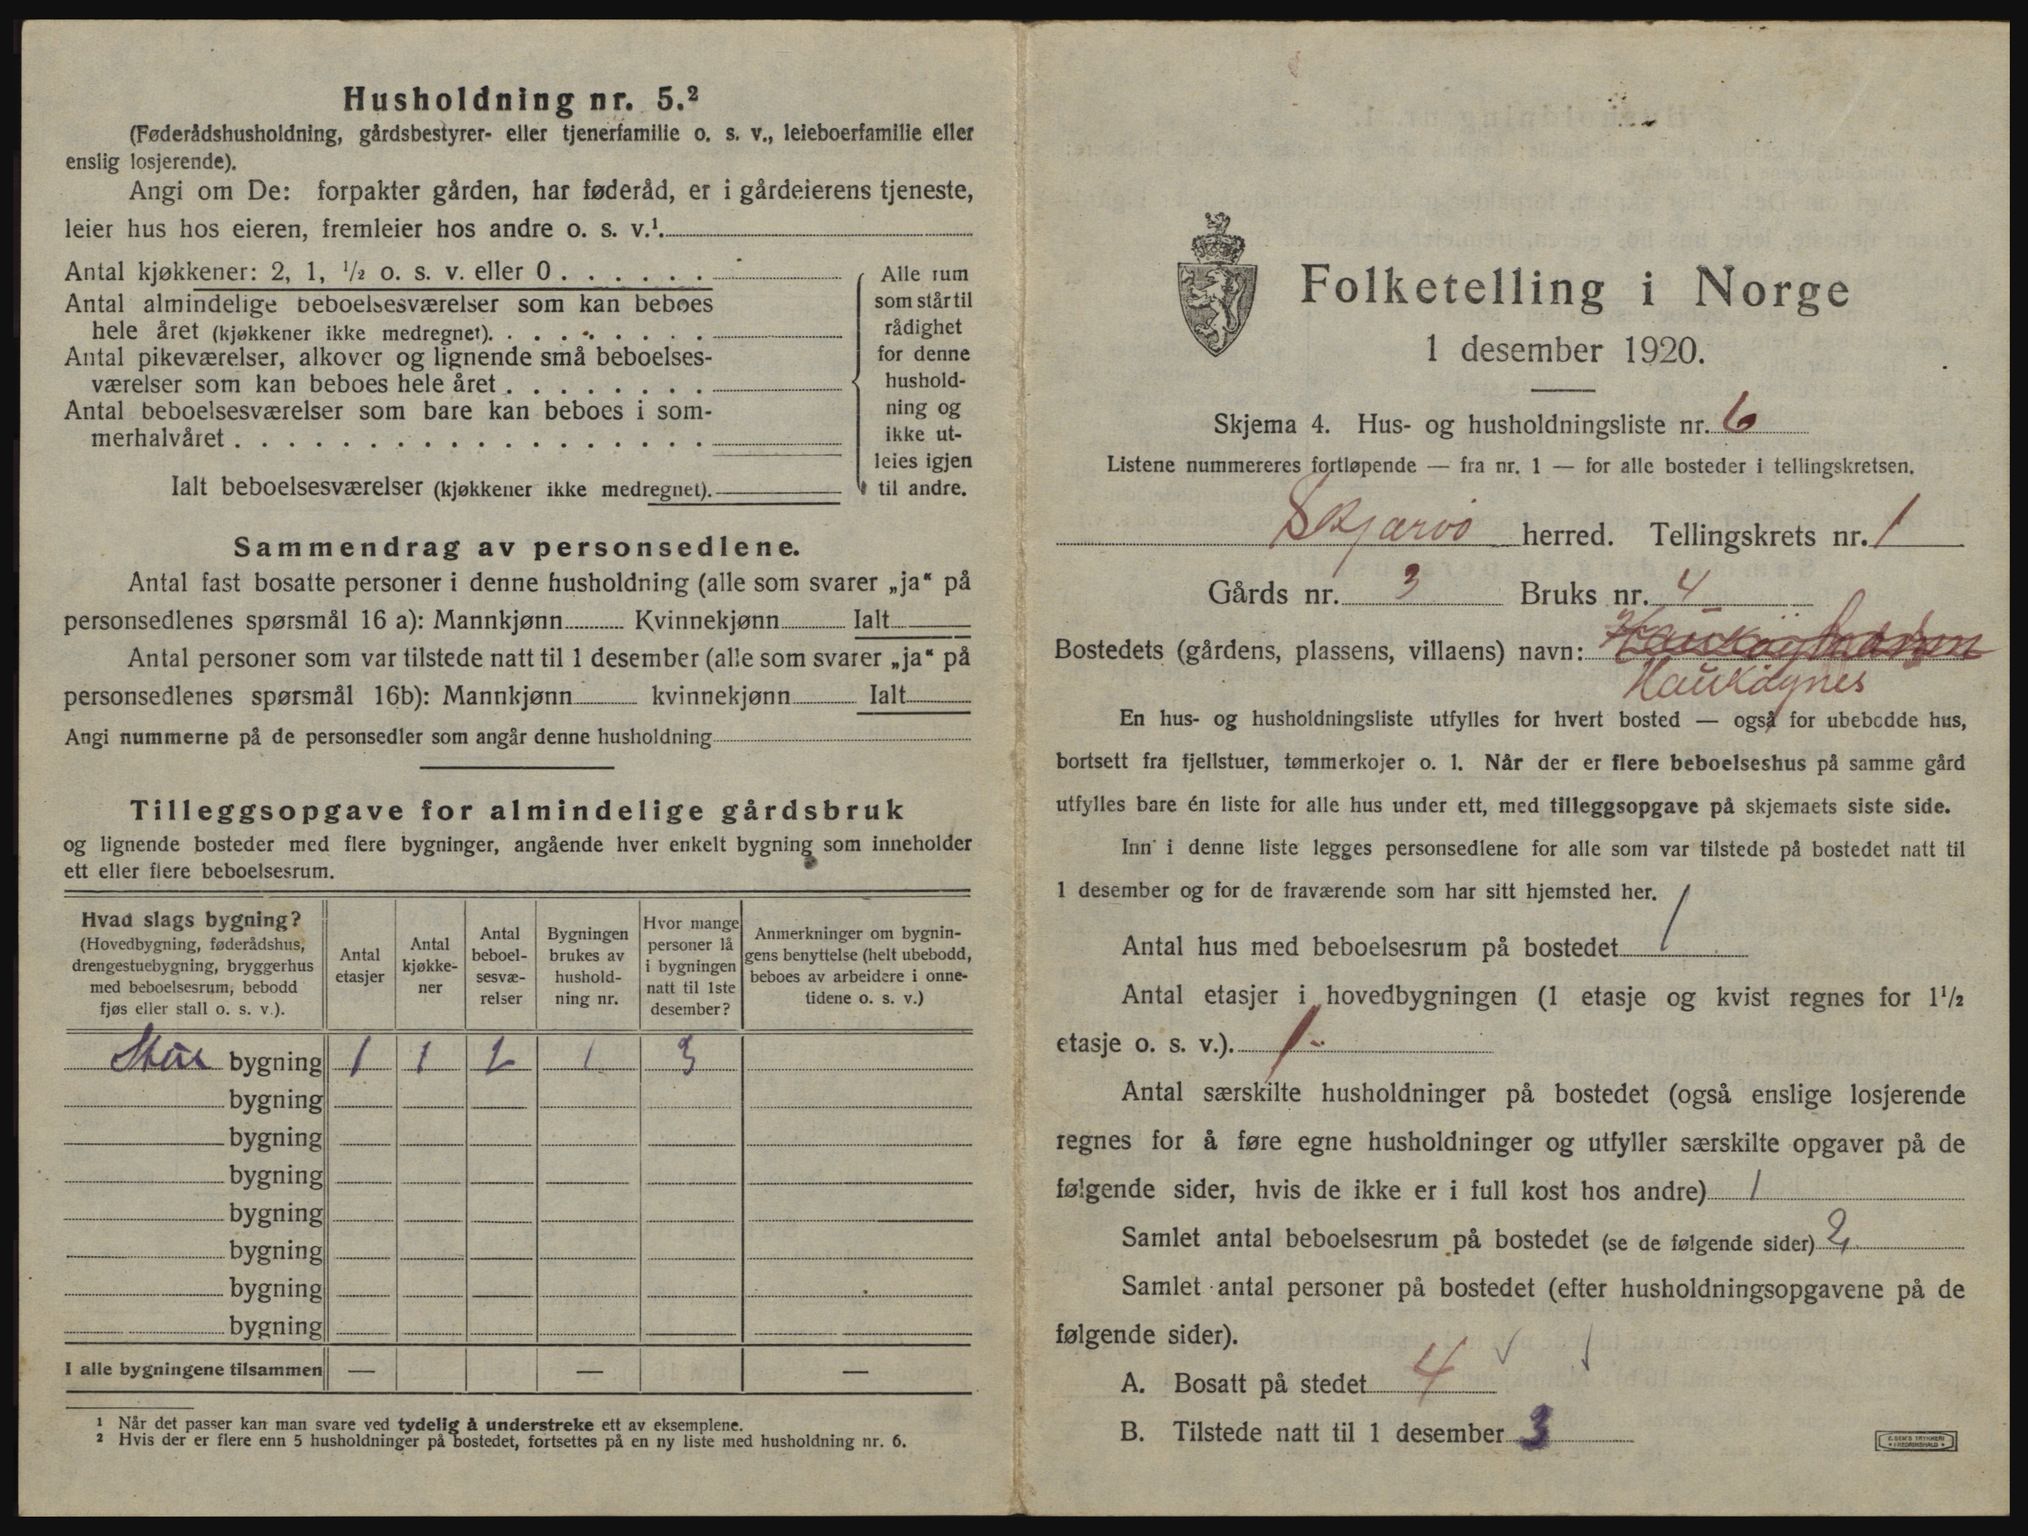 Husholdning nr. 5.²
(Føderådshusholdning, gårdsbestyrer- eller tjenerfamilie o. s. v., leieboerfamilie eller
enslig losjerende).
Angi om De: forpakter gården, har føderåd, er i gårdeierens tjeneste,
leier hus hos eieren, fremleier hos andre o. s. v.¹.
Antal kjøkkener: 2, 1, ½ o. s. v. eller 0
Antal almindelige beboelsesværelser som kan beboes
hele året (kjøkkener ikke medregnet).
Antal pikeværelser, alkover og lignende små beboelses-
værelser som kan beboes hele året
Antal beboelsesværelser som bare kan beboes i som-
merhalvåret
Ialt beboelsesværelser (kjøkkener ikke medregnet).
Alle rum
som står til
rådighet
for denne
hushold-
ning og
ikke ut-
leies igjen
til andre.
Sammendrag av personsedlene.
Antal fast bosatte personer i denne husholdning (alle som svarer „ja“ på
personsedlenes spørsmål 16 a): Mannkjønn Kvinnekjønn Ialt
Antal personer som var tilstede natt til 1 desember (alle som svarer „ja“ på
personsedlenes spørsmål 16b): Mannkjønn kvinnekjønn Ialt
Angi nummerne på de personsedler som angår denne husholdning
Tilleggsopgave for almindelige gårdsbruk
og lignende bosteder med flere bygninger, angående hver enkelt bygning som inneholder
ett eller flere beboelsesrum.
Hvad slags bygning?
(Hovedbygning, føderådshus,
drengestuebygning, bryggerhus
med beboelsesrum, bebodd
fjøs eller stall o. s. v.).
Antal
etasjer
Antal
kjøkke-
ner
Antal
beboel-
sesvæ-
relser
Bygningen
brukes av
hushold-
ning nr.
Hvor mange
personer lå
i bygningen
natt til 1ste
desember?
Anmerkninger om bygnin-
gens benyttelse (helt ubebodd,
beboes av arbeidere i onne-
tidene o. s. v.)
bygning 1 1 2 1 3
bygning
bygning
bygning
bygning
bygning
bygning
bygning
I alle bygningene tilsammen — — —
¹ Når det passer kan man svare ved tydelig å understreke ett av eksemplene.
² Hvis der er flere enn 5 husholdninger på bostedet, fortsettes på en ny liste med husholdning nr. 6.
Folketelling i Norge
1 desember 1920.
Skjema 4. Hus- og husholdningsliste nr. 6
Listene nummereres fortløpende — fra nr. 1 — for alle bosteder i tellingskretsen.
Skjærvö herred. Tellingskrets nr. 1
Gårds nr. 3 Bruks nr. 4
Bostedets (gårdens, plassens, villaens) navn:
Haukøynes
En hus- og husholdningsliste utfylles for hvert bosted — også for ubebodde hus,
bortsett fra fjellstuer, tømmerkojer o. l. Når der er flere beboelseshus på samme gård
utfylles bare én liste for alle hus under ett, med tilleggsopgave på skjemaets siste side.
Inn i denne liste legges personsedlene for alle som var tilstede på bostedet natt til
1 desember og for de fraværende som har sitt hjemsted her.
Antal hus med beboelsesrum på bostedet 1
Antal etasjer i hovedbygningen (1 etasje og kvist regnes for 1½
etasje o. s. v.). 1
Antal særskilte husholdninger på bostedet (også enslige losjerende
regnes for å føre egne husholdninger og utfyller særskilte opgaver på de
følgende sider, hvis de ikke er i full kost hos andre) 1
Samlet antal beboelsesrum på bostedet (se de følgende sider) 2
Samlet antal personer på bostedet (efter husholdningsopgavene på de
følgende sider).
A. Bosatt på stedet 4
B. Tilstede natt til 1 desember 3